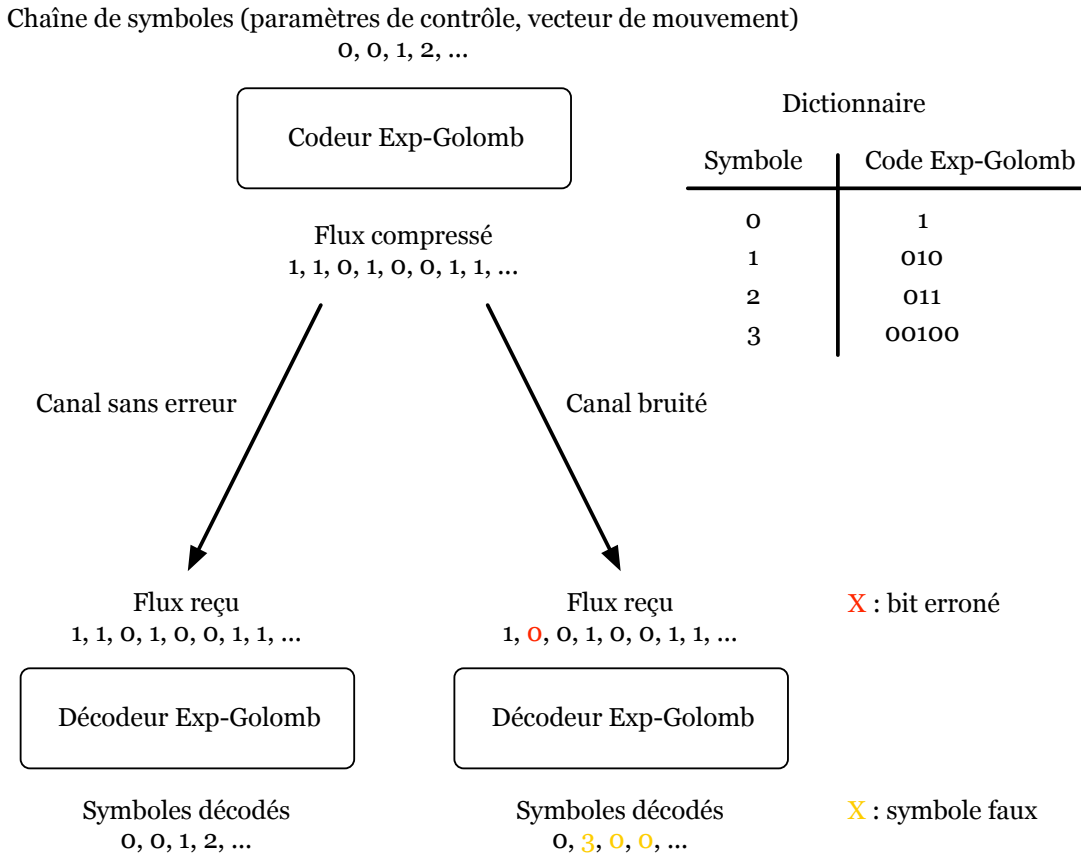 Chaîne de symboles (paramètres de contrôle, vecteur de mouvement)
0, 0, 1, 2, ...
Codeur Exp-Golomb
Flux compressé
1, 1, 0, 1, 0, 0, 1, 1, ...
Dictionnaire
Symbole Code Exp-Golomb
0 1
1 010
2 011
3 00100
Canal sans erreur
Canal bruité
Flux reçu
1, 1, 0, 1, 0, 0, 1, 1, ...
Décodeur Exp-Golomb
Symboles décodés
0, 0, 1, 2, ...
Flux reçu
1, 0, 0, 1, 0, 0, 1, 1, ...
Décodeur Exp-Golomb
Symboles décodés
0, 3, 0, 0, ...
X : bit erroné
X : symbole faux